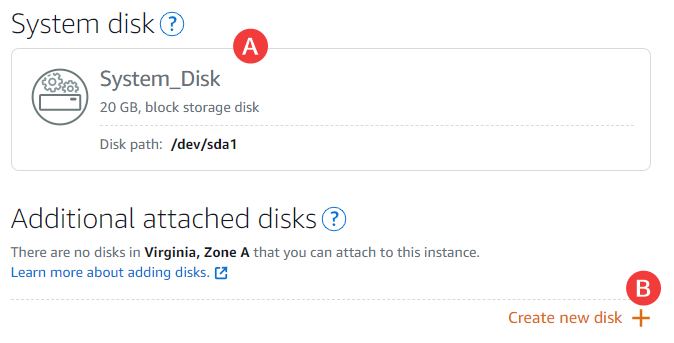 System disk ?
A
System_Disk
20 GB, block storage disk
Disk path: /dev/sda1
Additional attached disks ?
There are no disks in Virginia, Zone A that you can attach to this instance.
Learn more about adding disks.
B
Create new disk +